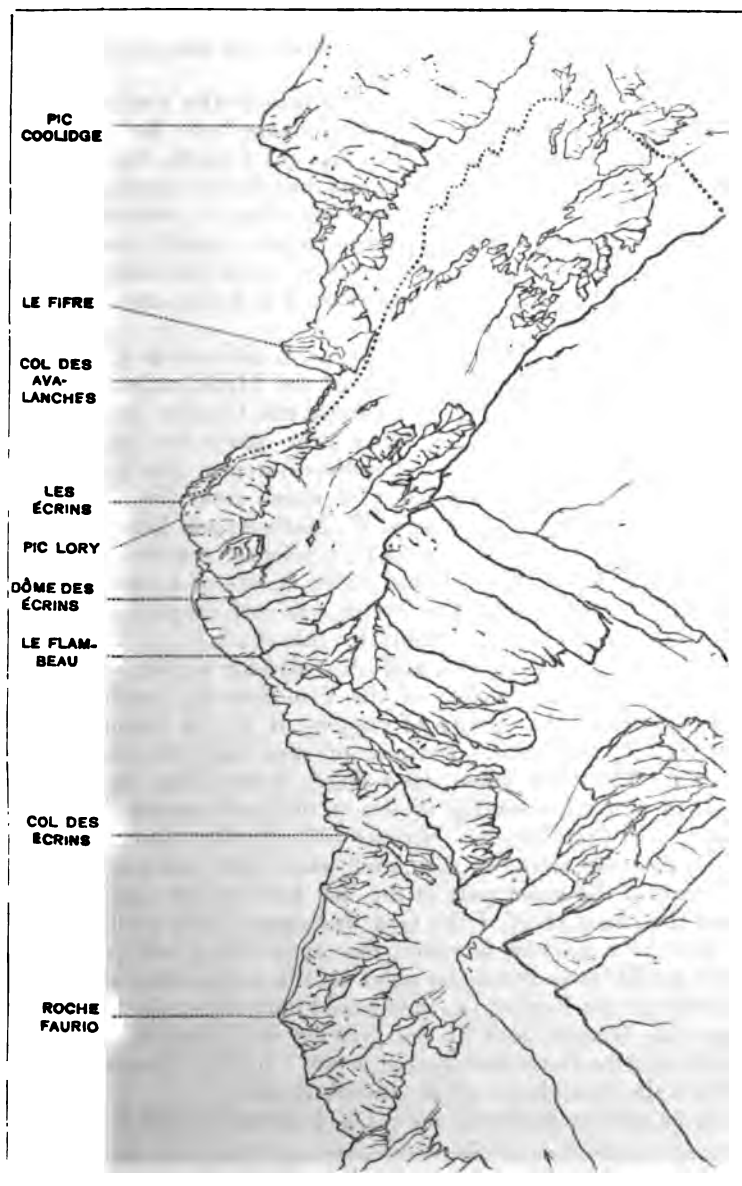 PIC
COOLIDGE
LE FIFRE
COL DES
AVA-
LANCHES
LES
ÉCRINS
PIC LORY
DÔME DES
ÉCRINS
LE FLAM-
BEAU
COL DES
ÉCRINS
ROCHE
FAURIO